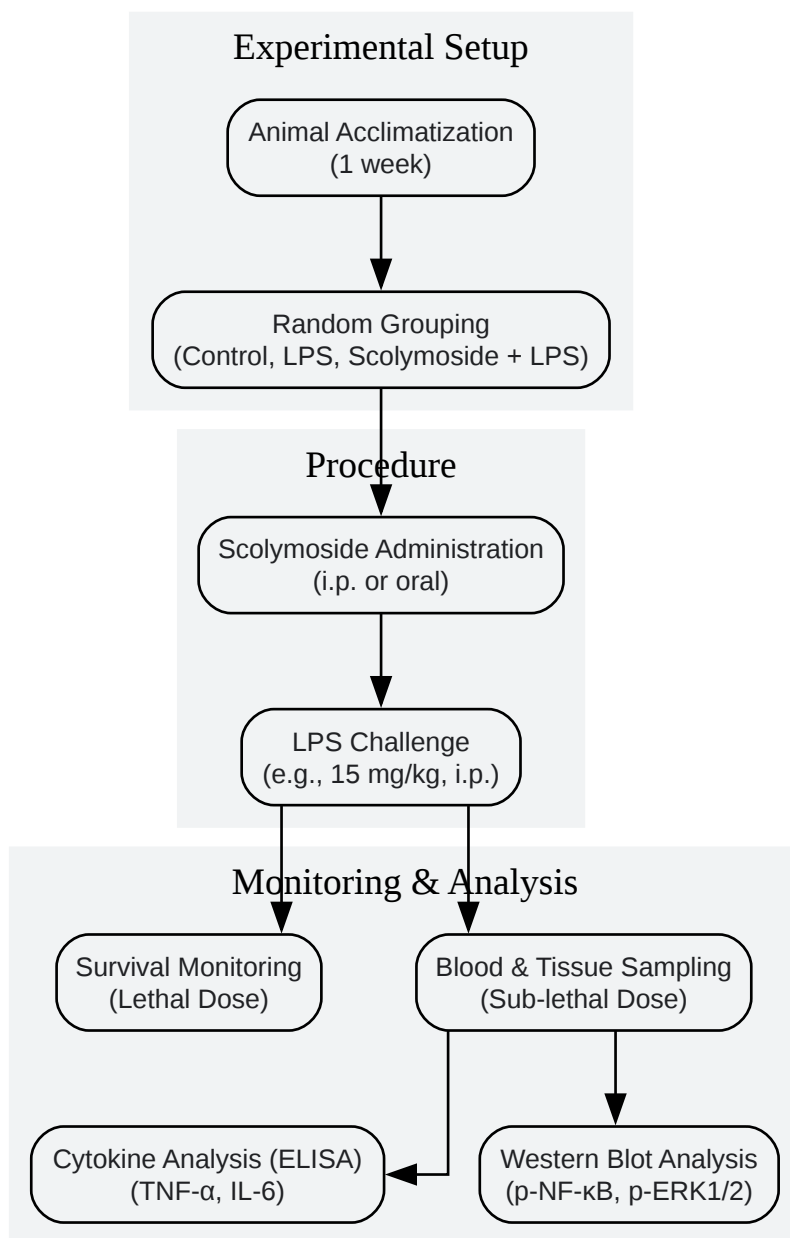 Experimental Setup
Animal Acclimatization
(1 week)
Random Grouping
(Control, LPS, Scolymoside + LPS)
Procedure
Scolymoside Administration
(i.p. or oral)
LPS Challenge
(e.g., 15 mg/kg, i.p.)
Monitoring & Analysis
Survival Monitoring
(Lethal Dose)
Blood & Tissue Sampling
(Sub-lethal Dose)
Cytokine Analysis (ELISA)
(TNF-α, IL-6)
Western Blot Analysis
(p-NF-κB, p-ERK1/2)